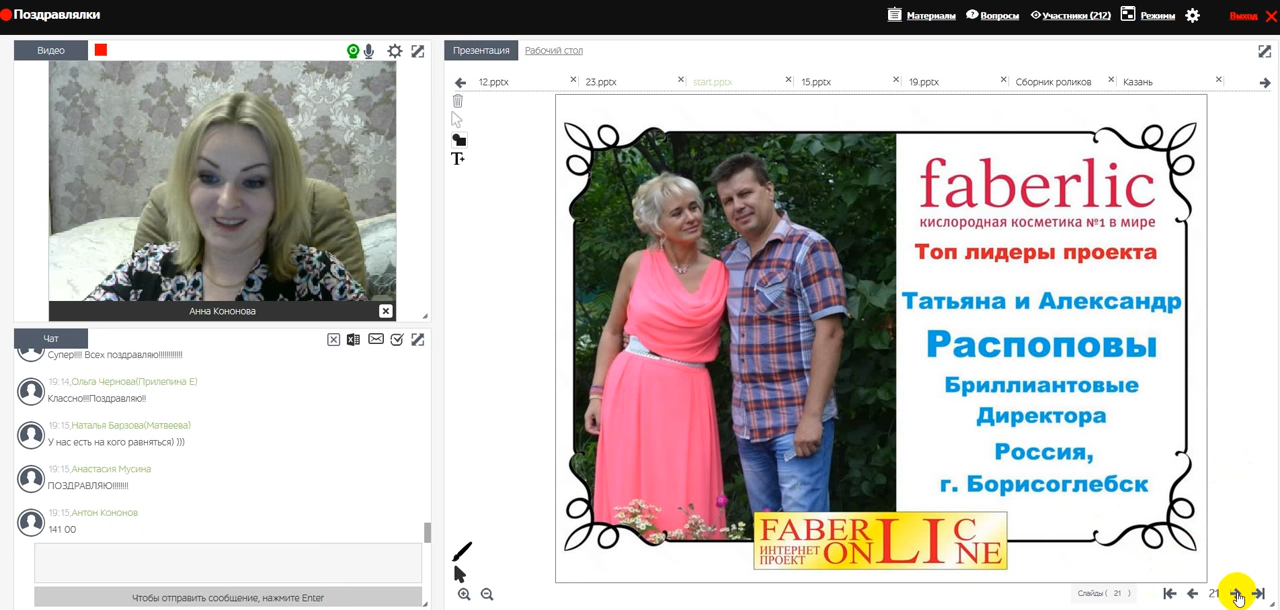 Поздравлялки
Материалы
Вопросы
Участники (212)
Режимы
Выход
Видео
Анна Кононова
Чат
Супер!!!! Всех поздравляю!!!!!!!!!!!!
19:14,Ольга Чернова(Прилепина Е)
Классно!!!Поздравляю!!
19:15,Наталья Барзова(Матвеева)
У нас есть на кого равняться) )))
19:15,Анастасия Мусина
ПОЗДРАВЛЯЮ!!!!!!!!
19:15,Антон Кононов
141 00
Чтобы отправить сообщение, нажмите Enter
Презентация
Рабочий стол
12.pptx
23.pptx
start.pptx
15.pptx
19.pptx
Сборник роликов
Казань
faberlic
кислородная косметика №1 в мире
Топ лидеры проекта
Татьяна и Александр
Распоповы
Бриллиантовые
Директора
Россия,
г. Борисоглебск
FABERLIC
ИНТЕРНЕТ
ПРОЕКТ
ONLINE
Слайды ( 21 )
21